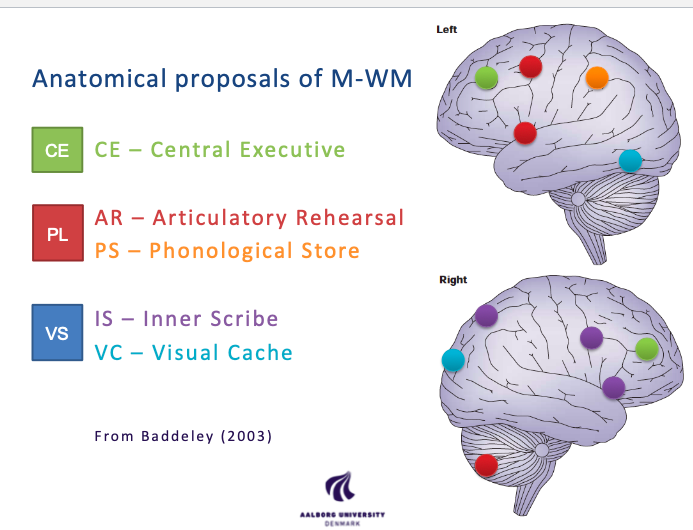 Left
Anatomical proposals of M-WM
CE
CE – Central Executive
PL
AR – Articulatory Rehearsal
PS – Phonological Store
Right
VS
IS – Inner Scribe
VC – Visual Cache
From Baddeley (2003)
AALBORG UNIVERSITY
DENMARK